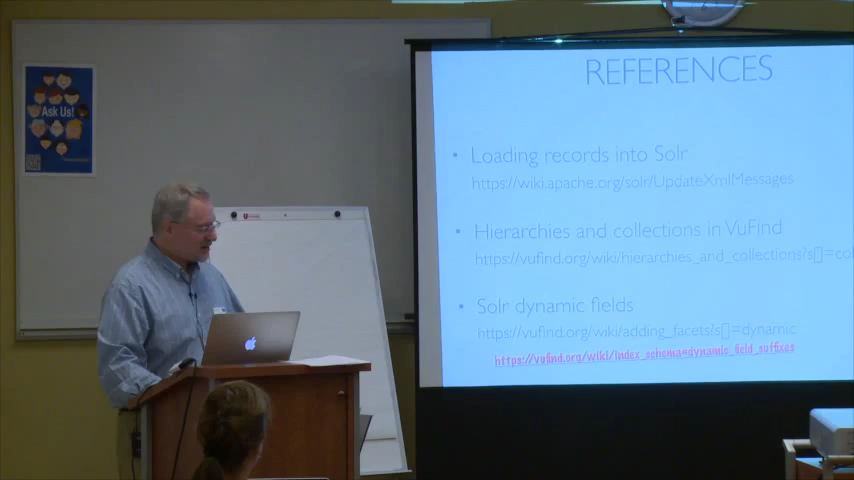 Ask Us!
REFERENCES
• Loading records into Solr
https://wiki.apache.org/solr/UpdateXmlMessages
• Hierarchies and collections in VuFind
https://vufind.org/wiki/hierarchies_and_collections?s[]=col
• Solr dynamic fields
https://vufind.org/wiki/adding_facets?s[]=dynamic
https://vufind.org/wiki/index_schema#dynamic_field_suffixes